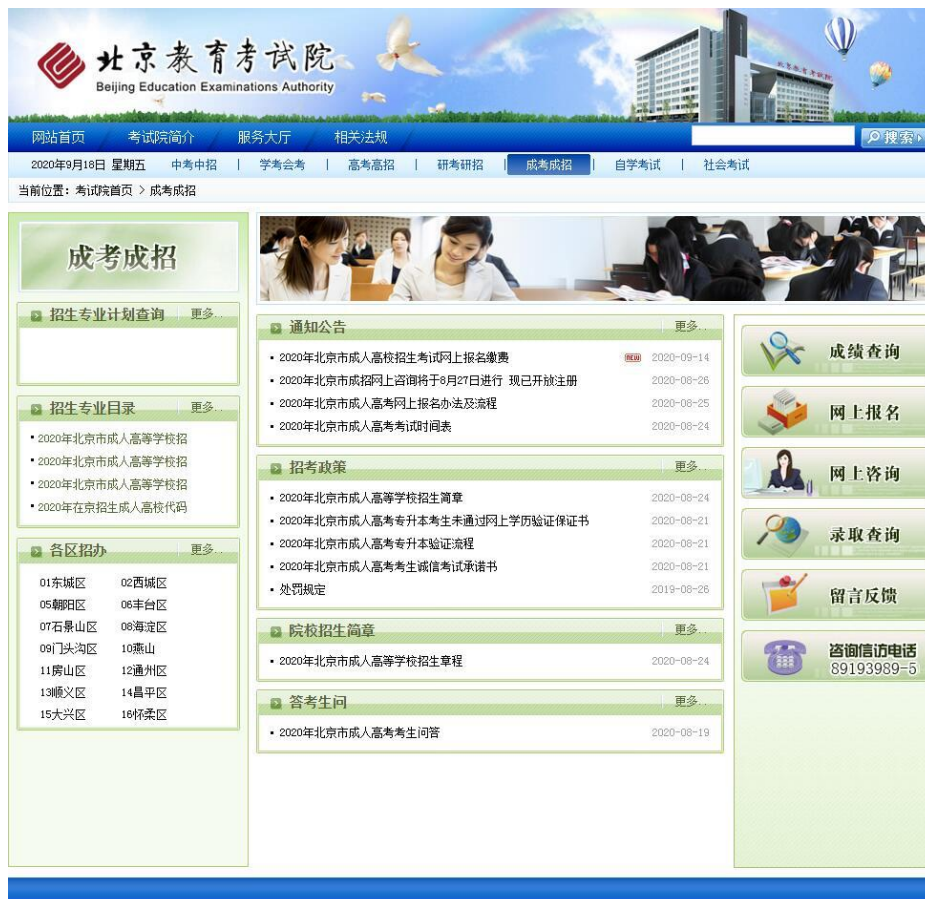 北京教育考试院
Beijing Education Examinations Authority
北京教育考试院
网站首页 考试院简介 服务大厅 相关法规 搜索
2020年9月18日 星期五 中考中招 | 学考会考 | 高考高招 | 研考研招 | 成考成招 | 自学考试 | 社会考试
当前位置：考试院首页 > 成考成招
成考成招
招生专业计划查询 更多..
招生专业目录 更多..
•2020年北京市成人高等学校招
•2020年北京市成人高等学校招
•2020年北京市成人高等学校招
•2020年在京招生成人高校代码
各区招办 更多..
01东城区 02西城区
05朝阳区 06丰台区
07石景山区 08海淀区
09门头沟区 10燕山
11房山区 12通州区
13顺义区 14昌平区
15大兴区 16怀柔区
通知公告 更多..
• 2020年北京市成人高校招生考试网上报名缴费 NEW 2020-09-14
• 2020年北京市成招网上咨询将于8月27日进行 现已开放注册 2020-08-26
• 2020年北京市成人高考网上报名办法及流程 2020-08-25
• 2020年北京市成人高考考试时间表 2020-08-24
招考政策 更多..
• 2020年北京市成人高等学校招生简章 2020-08-24
• 2020年北京市成人高考专升本考生未通过网上学历验证保证书 2020-08-21
• 2020年北京市成人高考专升本验证流程 2020-08-21
• 2020年北京市成人高考考生诚信考试承诺书 2020-08-21
• 处罚规定 2019-08-26
院校招生简章 更多..
• 2020年北京市成人高等学校招生章程 2020-08-24
答考生问 更多..
• 2020年北京市成人高考考生问答 2020-08-19
成绩查询
网上报名
网上咨询
录取查询
留言反馈
咨询信访电话
89193989-5